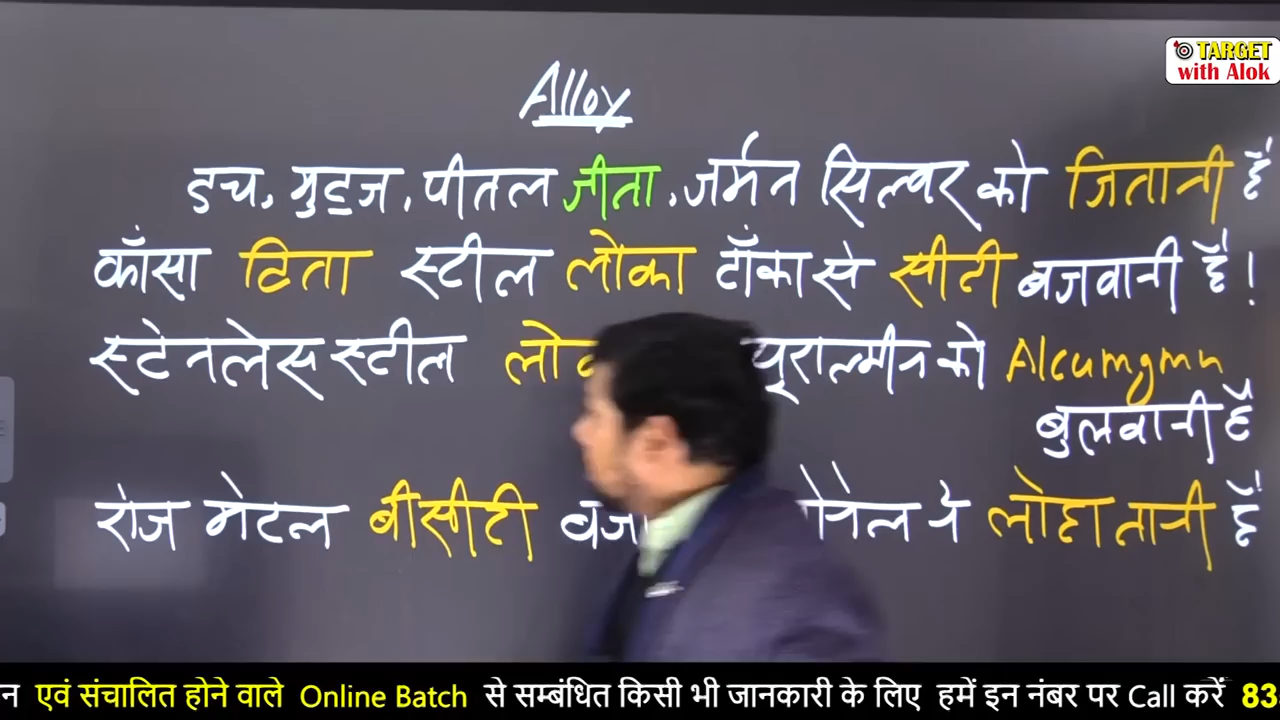 TARGET
with Alok
Alloy
डच, गुडज, पीतल जीता, जर्मन सिल्वर को जितानी है
काँसा टिता स्टील लोका टाँका से सीटी बजवानी है!
स्टेनलेस स्टील को Alcumgmn
बुलवानी है
रोज मेटल बीसीटी ने लोहा तानी है
न एवं संचालित होने वाले Online Batch से सम्बंधित किसी भी जानकारी के लिए हमें इन नंबर पर Call करें 83